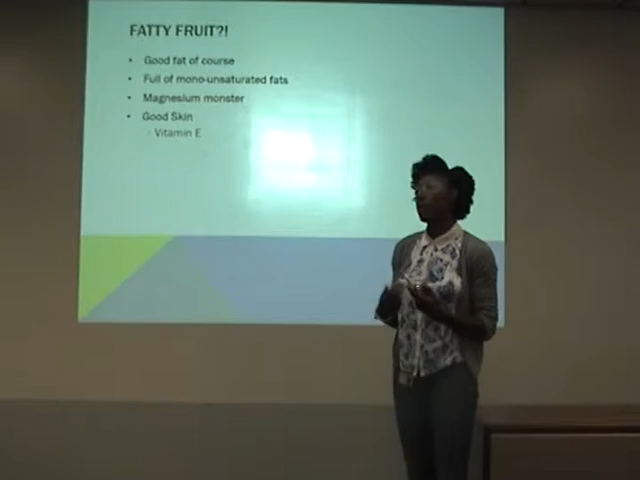 FATTY FRUIT?!
• Good fat of course
• Full of mono-unsaturated fats
• Magnesium monster
• Good Skin
◦ Vitamin E